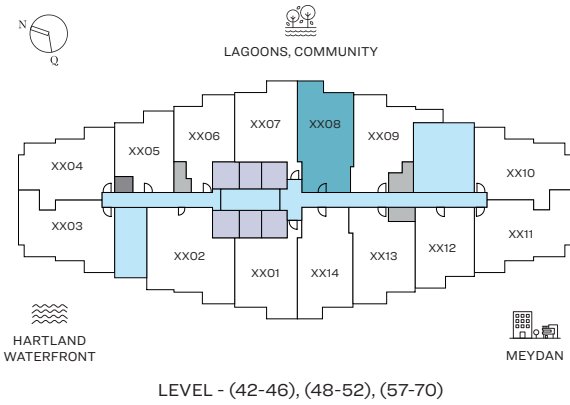 N
Q
LAGOONS, COMMUNITY
XX07
XX08
XX06
XX09
XX05
XX04
XX10
XX03
XX11
XX02
XX12
XX13
XX01
XX14
HARTLAND
WATERFRONT
MEYDAN
LEVEL - (42-46), (48-52), (57-70)